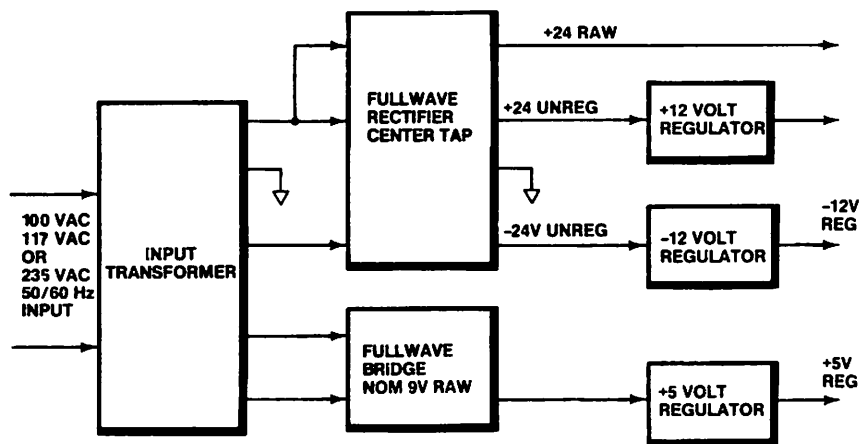 +24 RAW
FULLWAVE
RECTIFIER
CENTER TAP
+24 UNREG
+12 VOLT
REGULATOR
100 VAC
117 VAC
OR
235 VAC
50/60 Hz
INPUT
INPUT
TRANSFORMER
-24V UNREG
-12 VOLT
REGULATOR
-12V
REG
FULLWAVE
BRIDGE
NOM 9V RAW
+5 VOLT
REGULATOR
+5V
REG